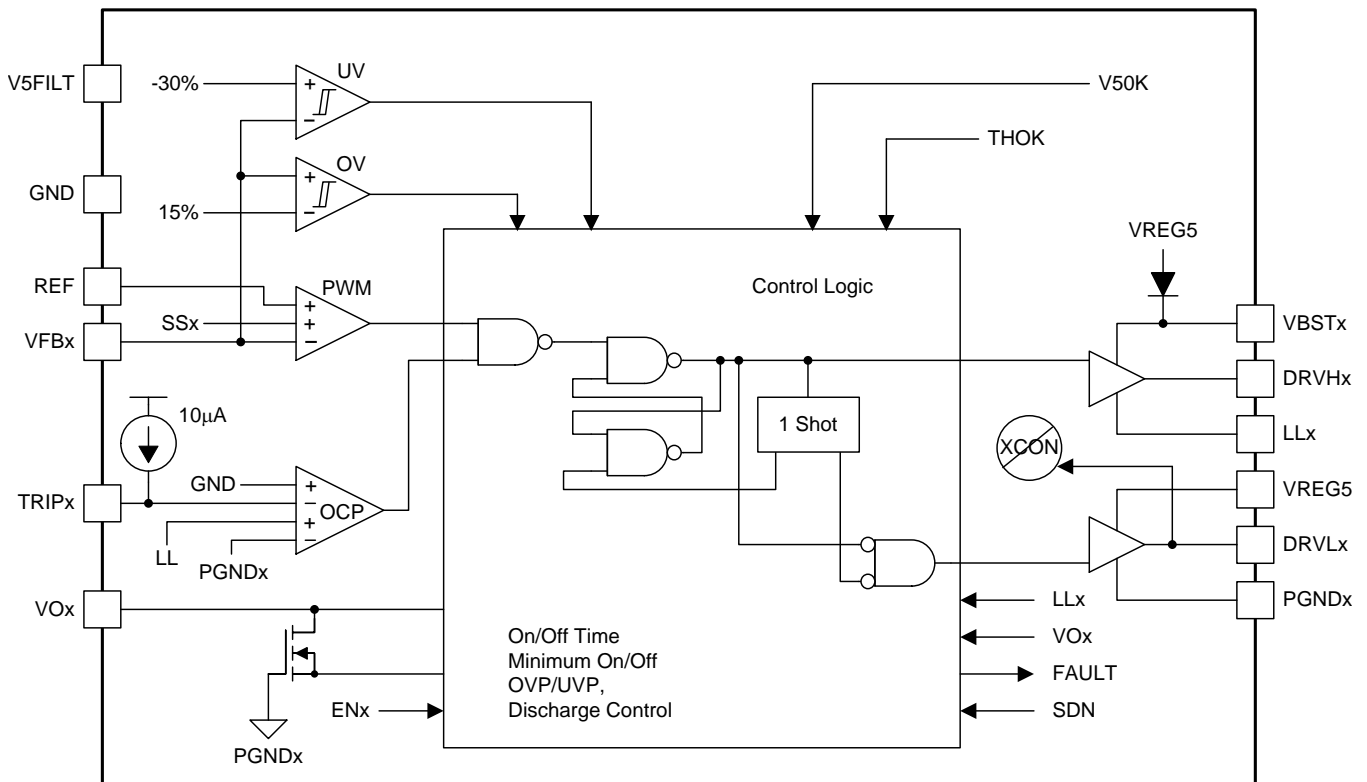 V5FILT
-30%
+
−
UV
V50K
THOK
GND
15%
+
−
OV
VREG5
REF
VFBx
SSx
+
+
−
PWM
Control Logic
VBSTx
DRVHx
LLx
10μA
1 Shot
XCON
VREG5
TRIPx
GND
LL
PGNDx
+
−
+
−
OCP
DRVLx
PGNDx
VOx
LLx
VOx
FAULT
SDN
On/Off Time
Minimum On/Off
OVP/UVP,
Discharge Control
ENx
PGNDx